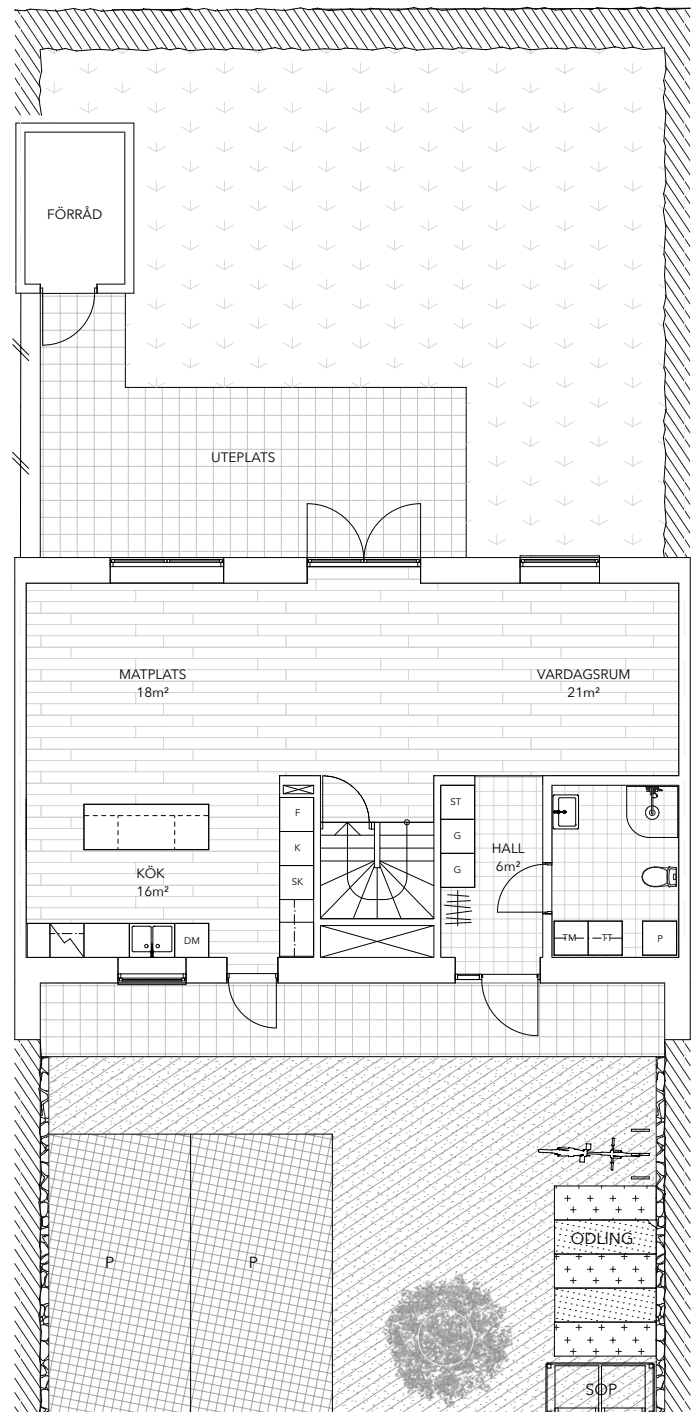 FÖRRÅD
UTEPLATS
MATPLATS
18m²
VARDAGSRUM
21m²
F
K
SK
ST
G
G
HALL
6m²
KÖK
16m²
DM
TM
TT
P
P
P
ODLING
SOP